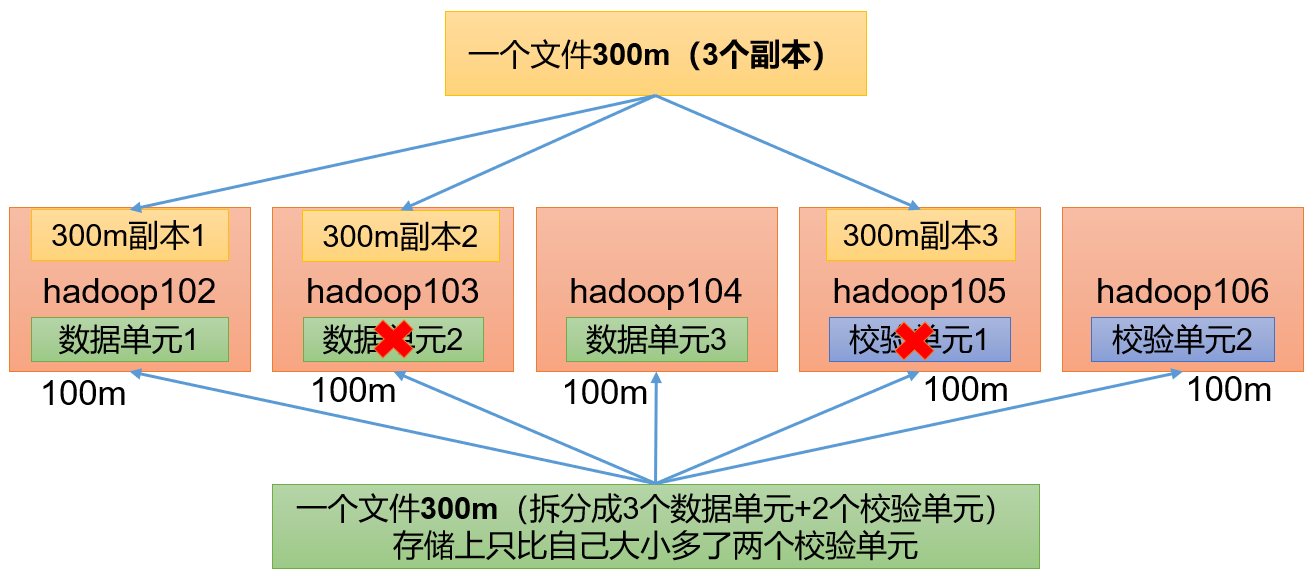 一个文件300m（3个副本）
300m副本1
300m副本2
300m副本3
hadoop102
hadoop103
hadoop104
hadoop105
hadoop106
数据单元1
数据单元2
数据单元3
校验单元1
校验单元2
100m
100m
100m
100m
100m
一个文件300m（拆分成3个数据单元+2个校验单元）
存储上只比自己大小多了两个校验单元